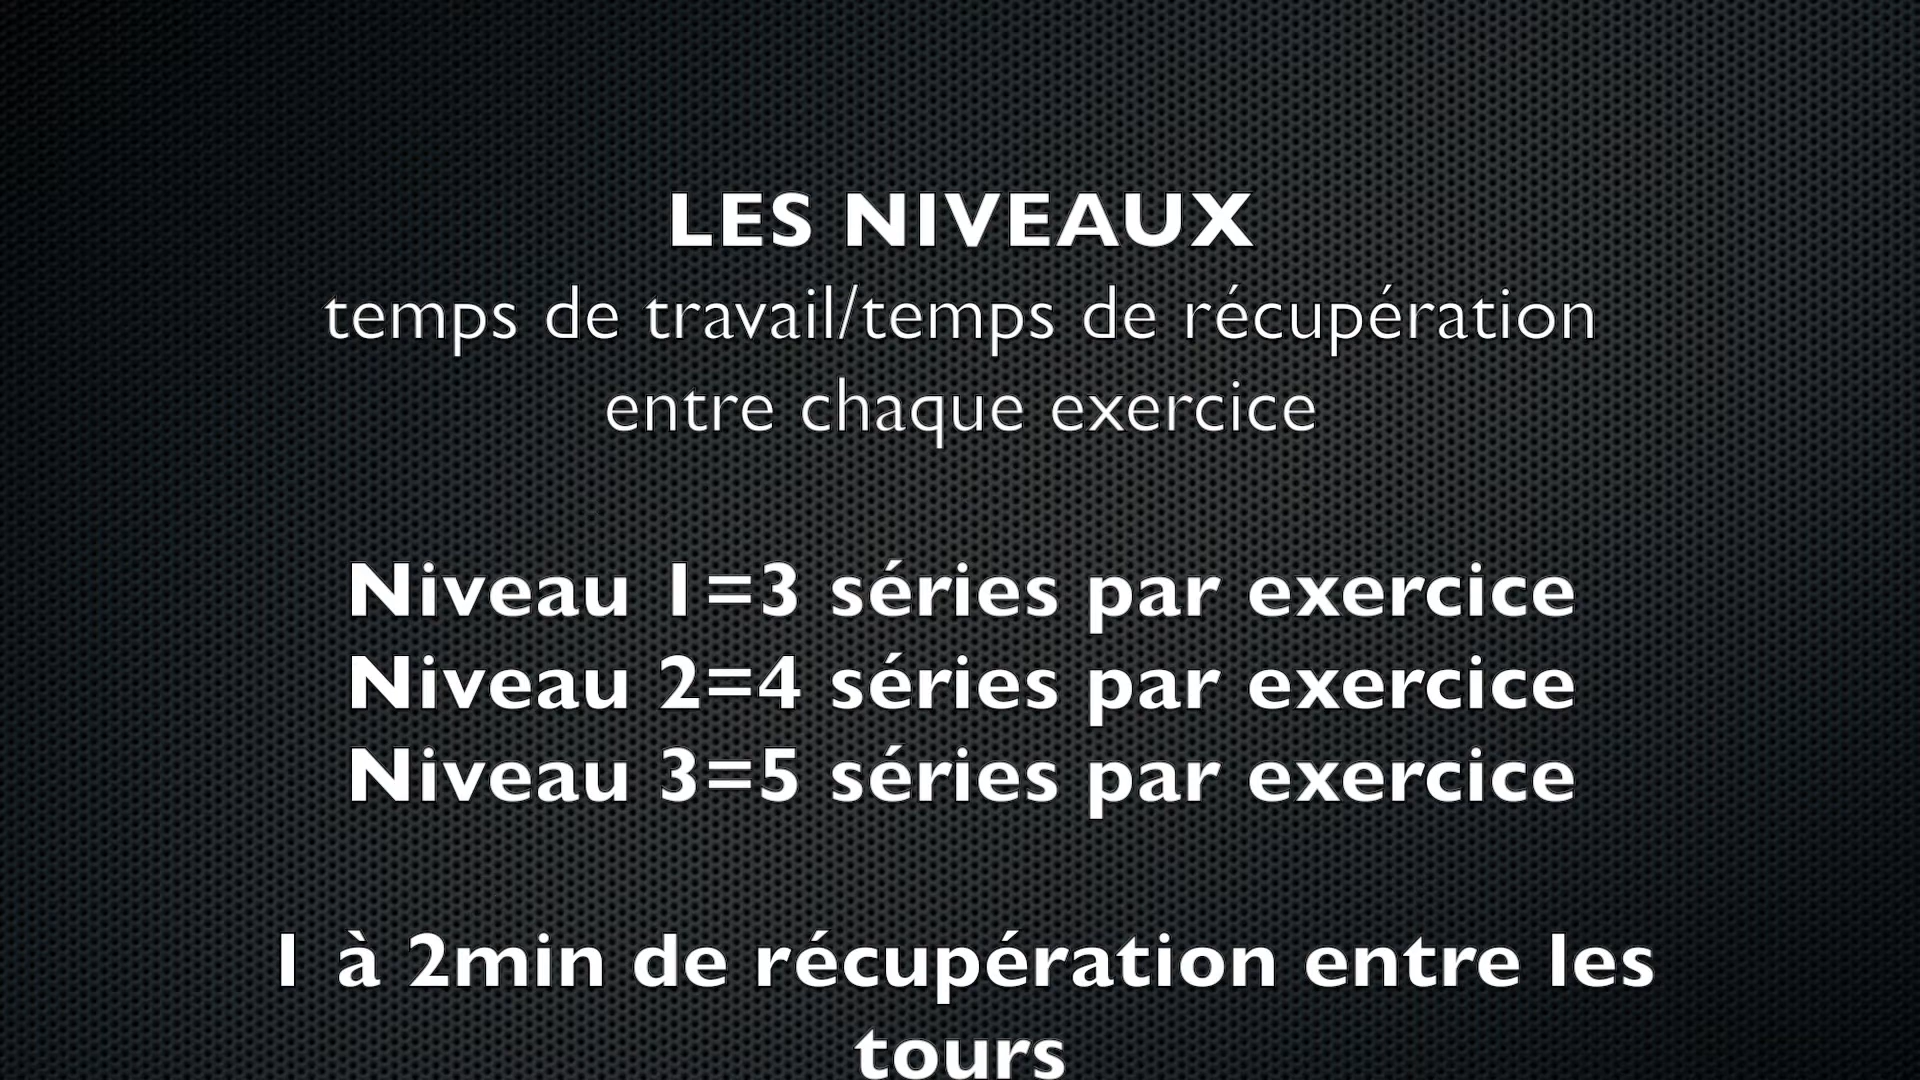 LES NIVEAUX
temps de travail/temps de récupération
entre chaque exercice
Niveau 1=3 séries par exercice
Niveau 2=4 séries par exercice
Niveau 3=5 séries par exercice
1 à 2min de récupération entre les
tours